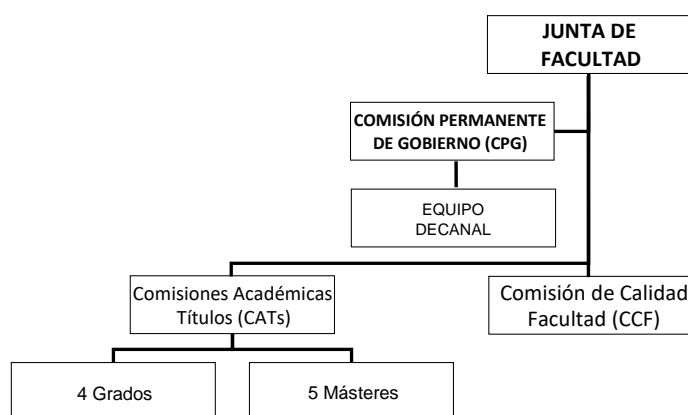 JUNTA DE
FACULTAD
COMISIÓN PERMANENTE
DE GOBIERNO (CPG)
EQUIPO
DECANAL
Comisiones Académicas
Títulos (CATs)
Comisión de Calidad
Facultad (CCF)
4 Grados
5 Másteres